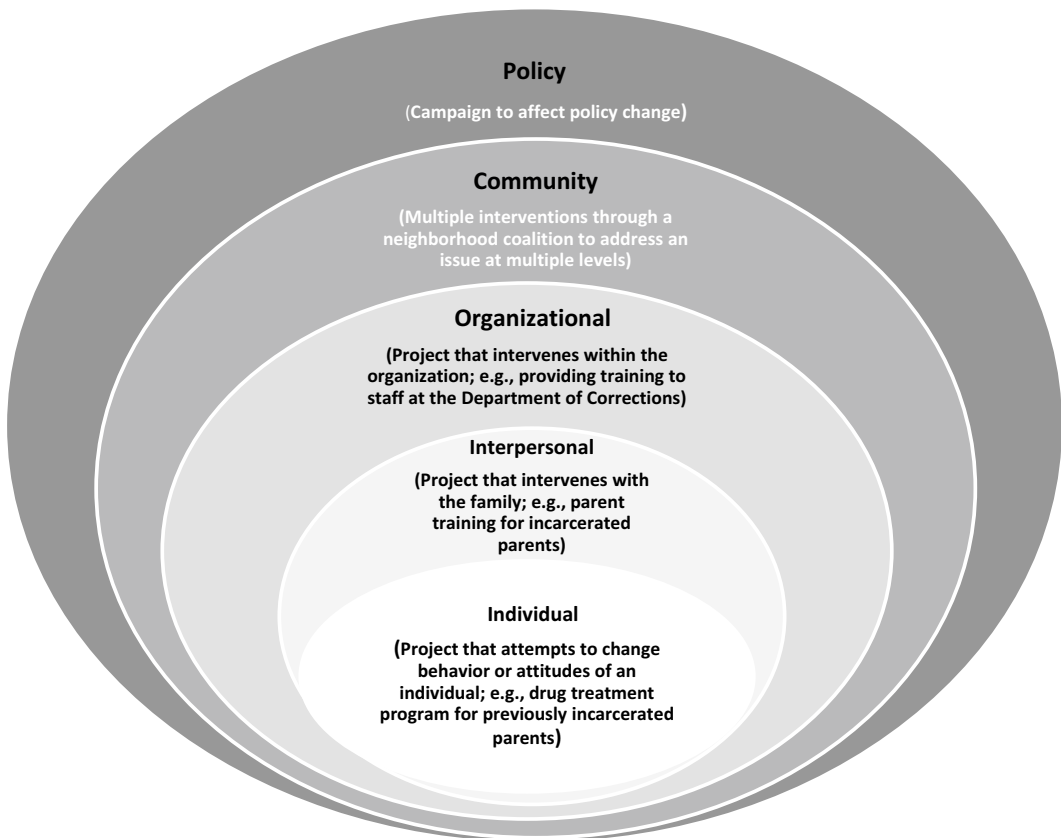 Policy
(Campaign to affect policy change)
Community
(Multiple interventions through a
neighborhood coalition to address an
issue at multiple levels)
Organizational
(Project that intervenes within the
organization; e.g., providing training to
staff at the Department of Corrections)
Interpersonal
(Project that intervenes with
the family; e.g., parent
training for incarcerated
parents)
Individual
(Project that attempts to change
behavior or attitudes of an
individual; e.g., drug treatment
program for previously incarcerated
parents)